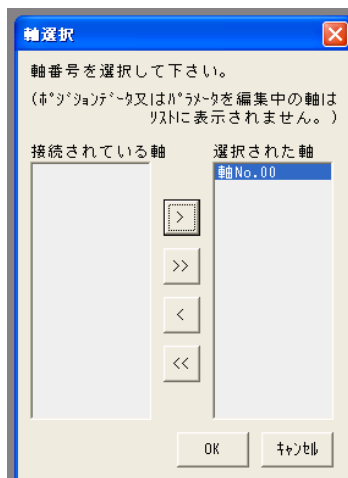 軸選択
軸番号を選択して下さい。
(ﾎﾟｼﾞｼｮﾝﾃﾞｰﾀ又はﾊﾟﾗﾒｰﾀを編集中の軸は
ﾘｽﾄに表示されません。)
接続されている軸 選択された軸
軸No.00
>
>>
<
<<
OK ｷｬﾝｾﾙ